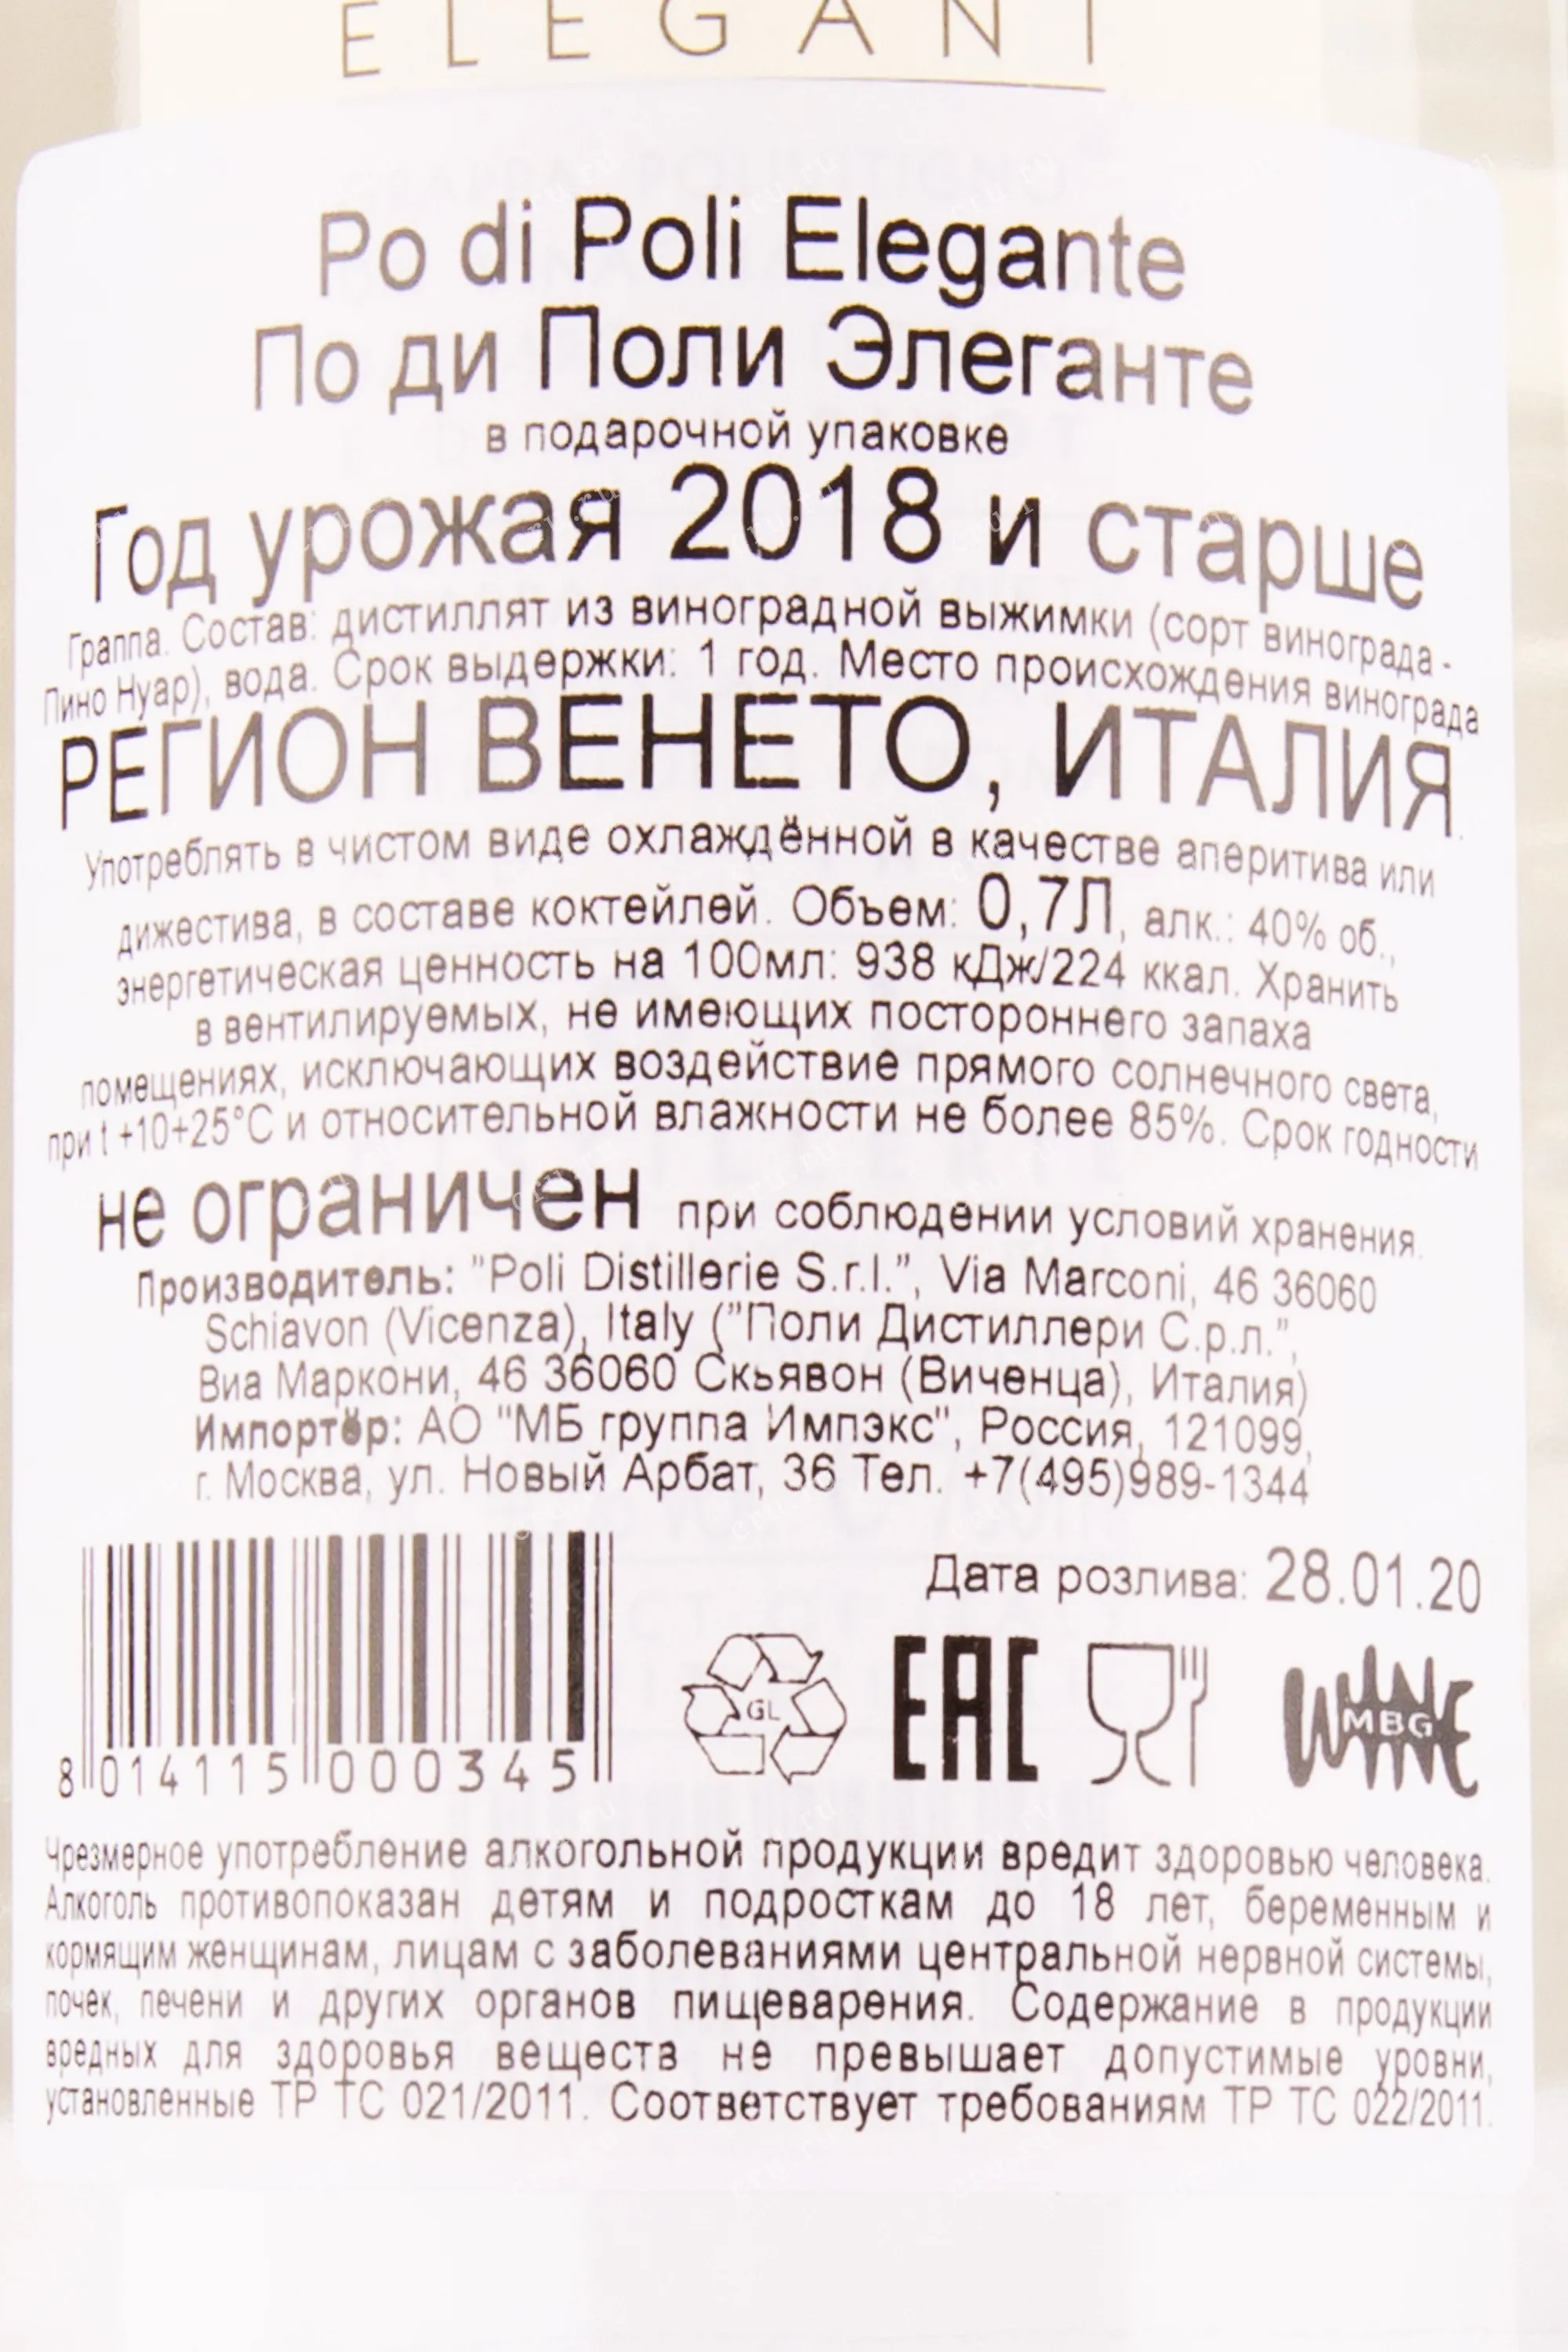 ELEGANT
Po di Poli Elegante
По ди Поли Элеганте
в подарочной упаковке
Год урожая 2018 и старше
Граппа. Состав: дистиллят из виноградной выжимки (сорт винограда -
Пино Нуар), вода. Срок выдержки: 1 год. Место происхождения винограда
РЕГИОН ВЕНЕТО, ИТАЛИЯ.
Употреблять в чистом виде охлаждённой в качестве аперитива или
дижестива, в составе коктейлей. Объем: 0,7Л, алк.: 40% об.,
энергетическая ценность на 100мл: 938 кДж/224 ккал. Хранить
в вентилируемых, не имеющих постороннего запаха
помещениях, исключающих воздействие прямого солнечного света,
при t +10+25°C и относительной влажности не более 85%. Срок годности
не ограничен при соблюдении условий хранения.
Производитель: "Poli Distillerie S.r.l.", Via Marconi, 46 36060
Schiavon (Vicenza), Italy ("Поли Дистиллери С.р.л.",
Виа Маркони, 46 36060 Скьявон (Виченца), Италия)
Импортёр: АО "МБ группа Импэкс", Россия, 121099,
г. Москва, ул. Новый Арбат, 36 Тел. +7(495)989-1344
Дата розлива: 28.01.20
8 014115 000345
GL
EAC
WINE
MBG
Чрезмерное употребление алкогольной продукции вредит здоровью человека.
Алкоголь противопоказан детям и подросткам до 18 лет, беременным и
кормящим женщинам, лицам с заболеваниями центральной нервной системы,
почек, печени и других органов пищеварения. Содержание в продукции
вредных для здоровья веществ не превышает допустимые уровни,
установленные ТР ТС 021/2011. Соответствует требованиям ТР ТС 022/2011.